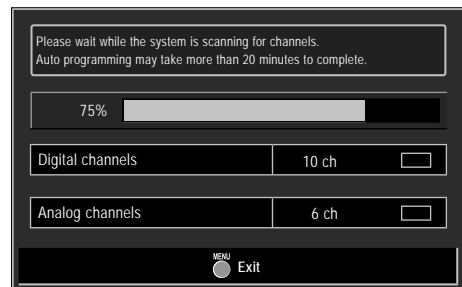 Please wait while the system is scanning for channels.
Auto programming may take more than 20 minutes to complete.
75%
Digital channels 10 ch
Analog channels 6 ch
MENU Exit